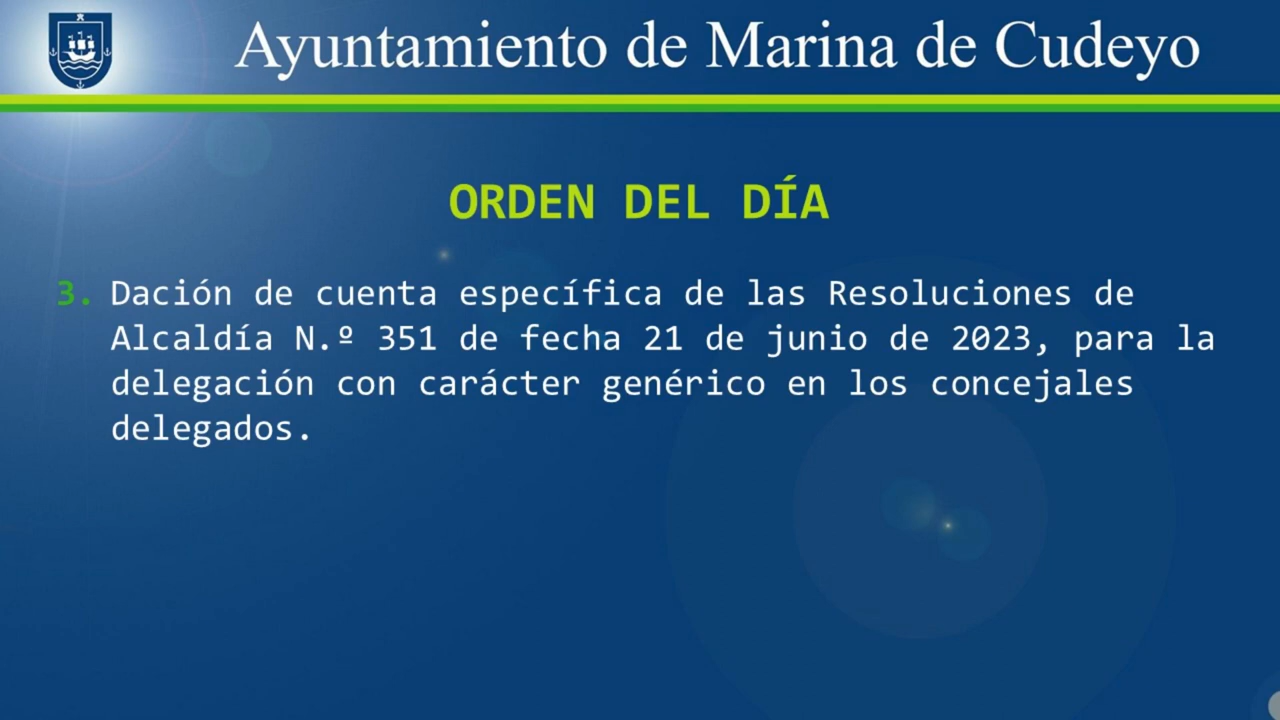 Ayuntamiento de Marina de Cudeyo
ORDEN DEL DÍA
3. Dación de cuenta específica de las Resoluciones de
Alcaldía N.º 351 de fecha 21 de junio de 2023, para la
delegación con carácter genérico en los concejales
delegados.